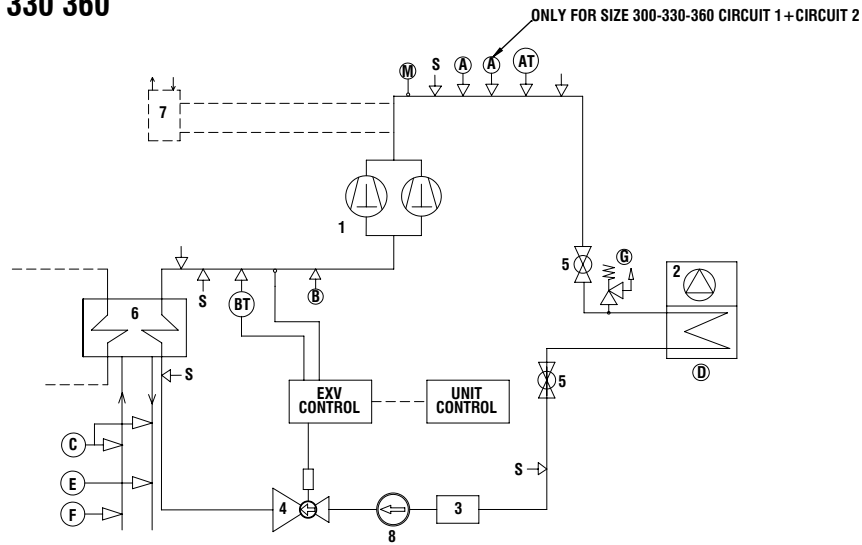 330 360
ONLY FOR SIZE 300-330-360 CIRCUIT 1+CIRCUIT 2
M
S
A
A
AT
7
1
5
G
2
S
BT
B
6
S
5
D
EXV
CONTROL
UNIT
CONTROL
C
E
F
S
4
8
3